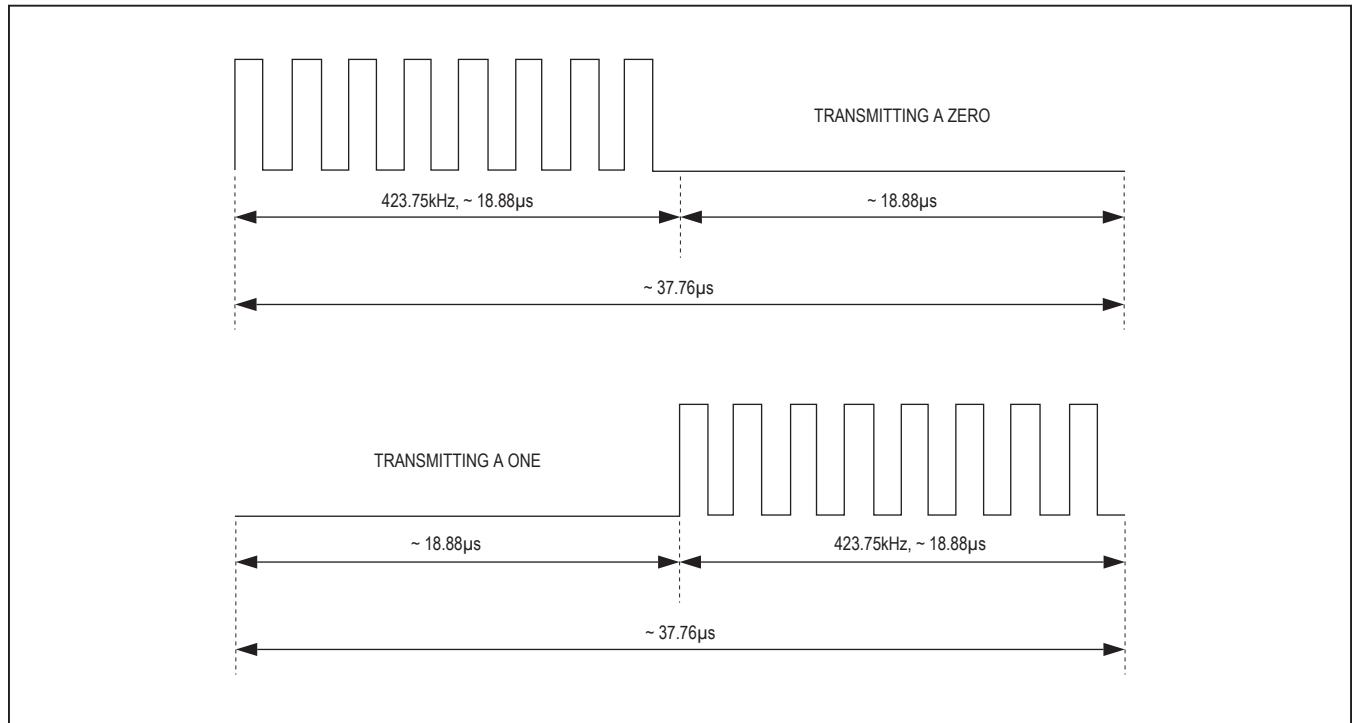 TRANSMITTING A ZERO
423.75kHz, ~ 18.88µs
~ 18.88µs
~ 37.76µs
TRANSMITTING A ONE
~ 18.88µs
423.75kHz, ~ 18.88µs
~ 37.76µs